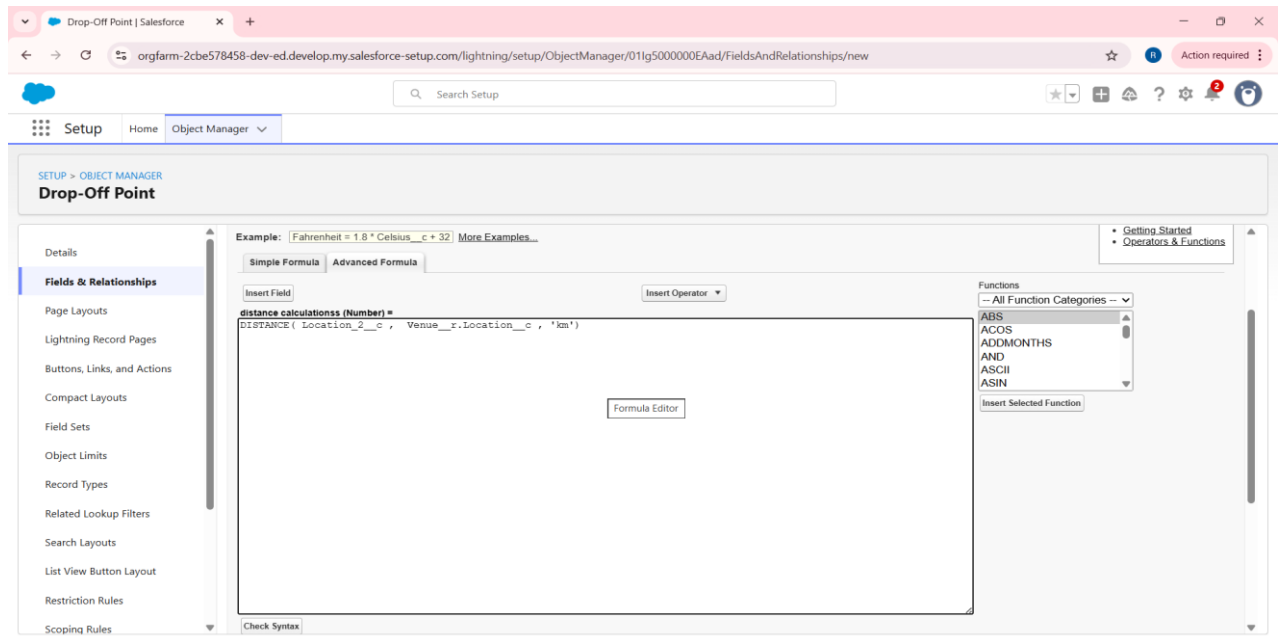 Drop-Off Point | Salesforce
orgfarm-2cbe578458-dev-ed.develop.my.salesforce-setup.com/lightning/setup/ObjectManager/01Ig5000000EAad/FieldsAndRelationships/new
R
Action required
Search Setup
2
Setup
Home
Object Manager
SETUP > OBJECT MANAGER
Drop-Off Point
Details
Fields & Relationships
Page Layouts
Lightning Record Pages
Buttons, Links, and Actions
Compact Layouts
Field Sets
Object Limits
Record Types
Related Lookup Filters
Search Layouts
List View Button Layout
Restriction Rules
Scoping Rules
Example: Fahrenheit = 1.8 * Celsius__c + 32 More Examples...
• Getting Started
• Operators & Functions
Simple Formula Advanced Formula
Insert Field
Insert Operator
distance calculationss (Number) =
DISTANCE( Location_2__c , Venue__r.Location__c , 'km')
Formula Editor
Check Syntax
Functions
-- All Function Categories --
ABS
ACOS
ADDMONTHS
AND
ASCII
ASIN
Insert Selected Function